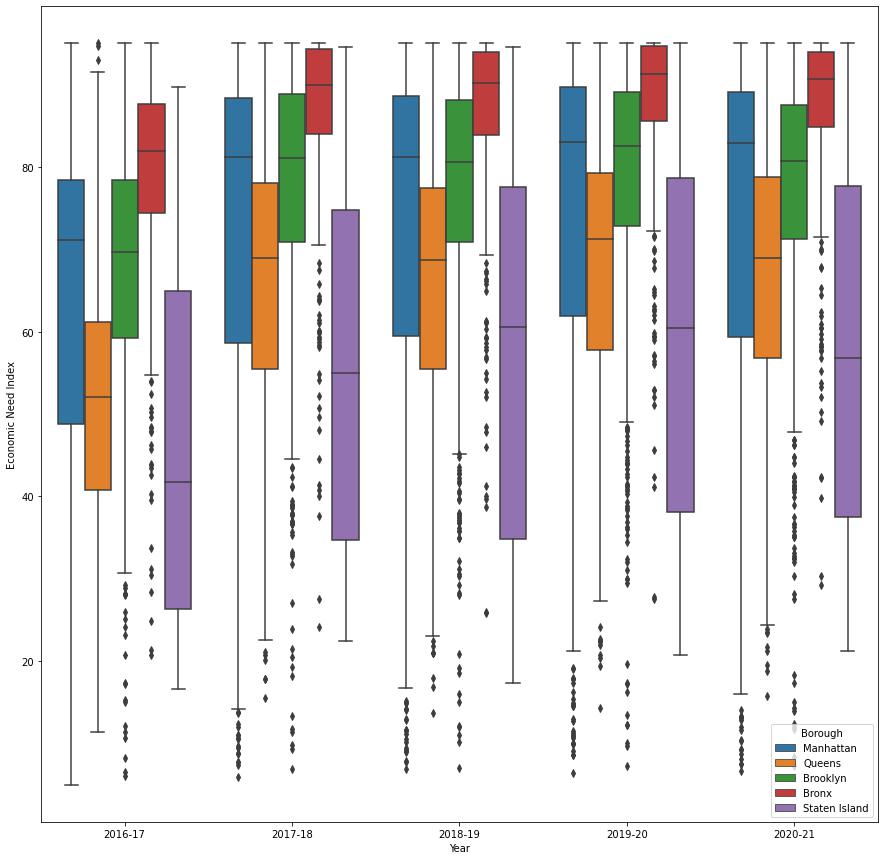 Economic Need Index
80
60
40
20
2016-17
2017-18
2018-19
2019-20
2020-21
Year
Borough
Manhattan
Queens
Brooklyn
Bronx
Staten Island